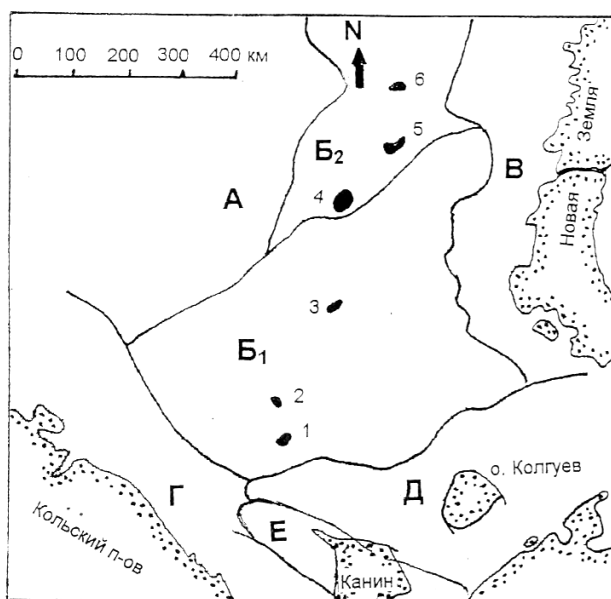 N
0 100 200 300 400 км
6
5
Б₂
4
А
В
Новая Земля
3
Б₁
2
1
Г
Д
о. Колгуев
Е
Кольский п-ов
Канин